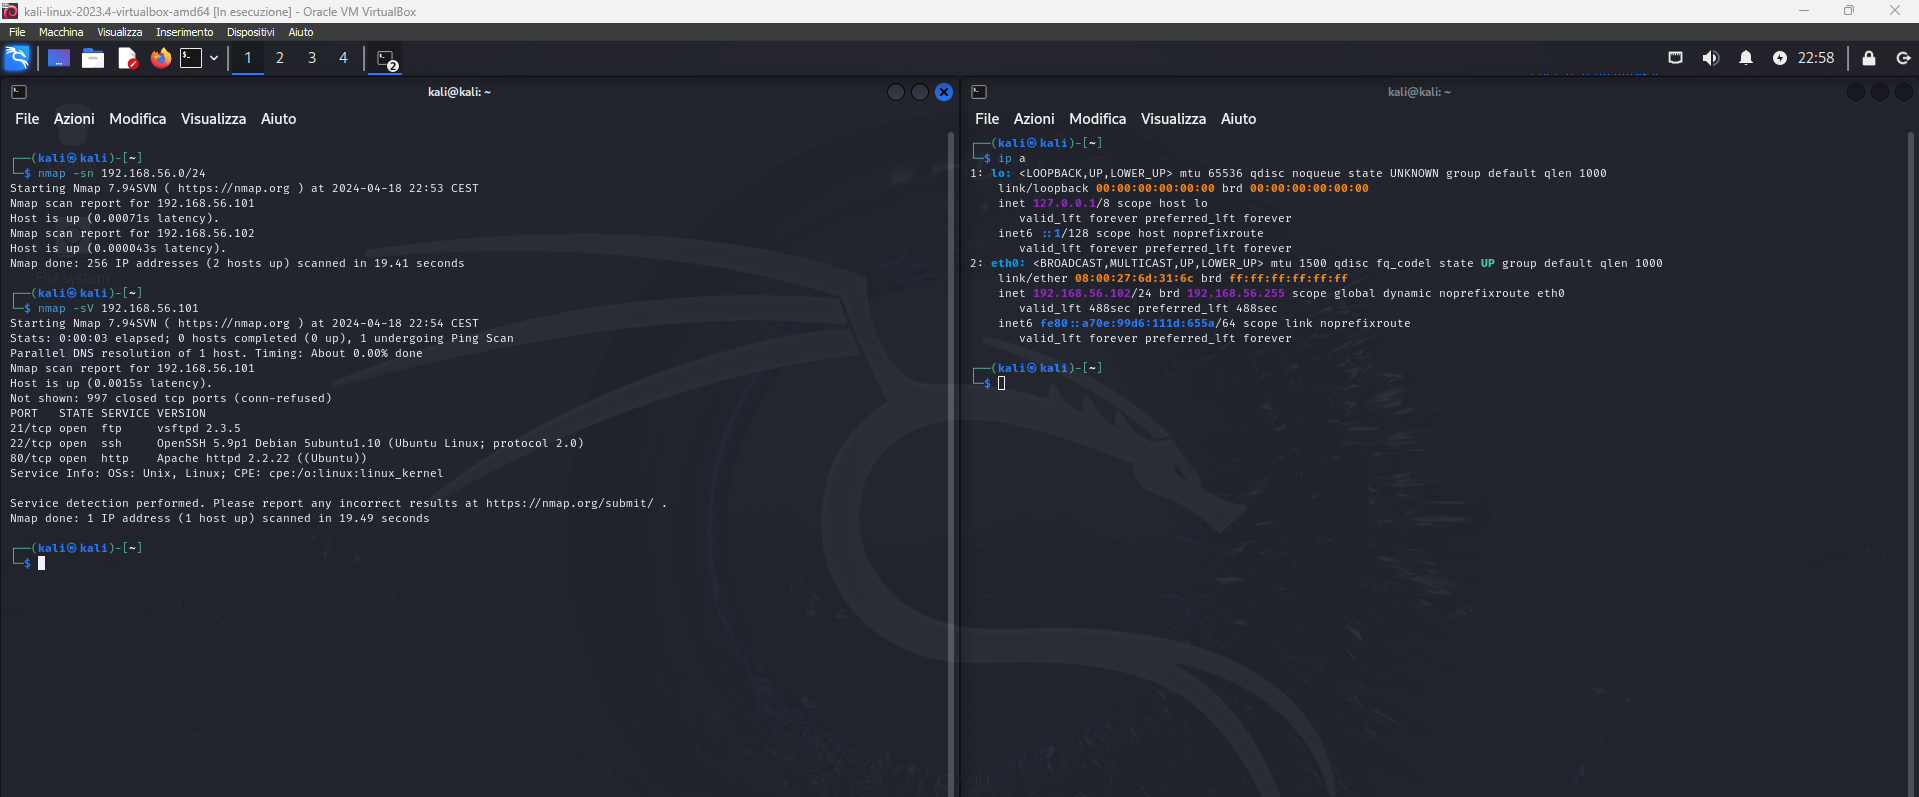 kali-linux-2023.4-virtualbox-amd64 [In esecuzione] - Oracle VM VirtualBox
File Macchina Visualizza Inserimento Dispositivi Aiuto
1 2 3 4 2 22:58
kali@kali: ~
File Azioni Modifica Visualizza Aiuto
┌──(kali㉿kali)-[~]
└─$ nmap -sn 192.168.56.0/24
Starting Nmap 7.94SVN ( https://nmap.org ) at 2024-04-18 22:53 CEST
Nmap scan report for 192.168.56.101
Host is up (0.00071s latency).
Nmap scan report for 192.168.56.102
Host is up (0.000043s latency).
Nmap done: 256 IP addresses (2 hosts up) scanned in 19.41 seconds
File system
┌──(kali㉿kali)-[~]
└─$ nmap -sV 192.168.56.101
Starting Nmap 7.94SVN ( https://nmap.org ) at 2024-04-18 22:54 CEST
Stats: 0:00:03 elapsed; 0 hosts completed (0 up), 1 undergoing Ping Scan
Parallel DNS resolution of 1 host. Timing: About 0.00% done
Nmap scan report for 192.168.56.101
Host is up (0.0015s latency).
Not shown: 997 closed tcp ports (conn-refused)
PORT   STATE SERVICE VERSION
21/tcp open  ftp     vsftpd 2.3.5
22/tcp open  ssh     OpenSSH 5.9p1 Debian 5ubuntu1.10 (Ubuntu Linux; protocol 2.0)
80/tcp open  http    Apache httpd 2.2.22 ((Ubuntu))
Service Info: OSs: Unix, Linux; CPE: cpe:/o:linux:linux_kernel
Service detection performed. Please report any incorrect results at https://nmap.org/submit/ .
Nmap done: 1 IP address (1 host up) scanned in 19.49 seconds
┌──(kali㉿kali)-[~]
└─$
kali@kali: ~
File Azioni Modifica Visualizza Aiuto
┌──(kali㉿kali)-[~]
└─$ ip a
1: lo: <LOOPBACK,UP,LOWER_UP> mtu 65536 qdisc noqueue state UNKNOWN group default qlen 1000
link/loopback 00:00:00:00:00:00 brd 00:00:00:00:00:00
inet 127.0.0.1/8 scope host lo
valid_lft forever preferred_lft forever
inet6 ::1/128 scope host noprefixroute
valid_lft forever preferred_lft forever
2: eth0: <BROADCAST,MULTICAST,UP,LOWER_UP> mtu 1500 qdisc fq_codel state UP group default qlen 1000
link/ether 08:00:27:6d:31:6c brd ff:ff:ff:ff:ff:ff
inet 192.168.56.102/24 brd 192.168.56.255 scope global dynamic noprefixroute eth0
valid_lft 488sec preferred_lft 488sec
inet6 fe80::a70e:99d6:111d:655a/64 scope link noprefixroute
valid_lft forever preferred_lft forever
┌──(kali㉿kali)-[~]
└─$